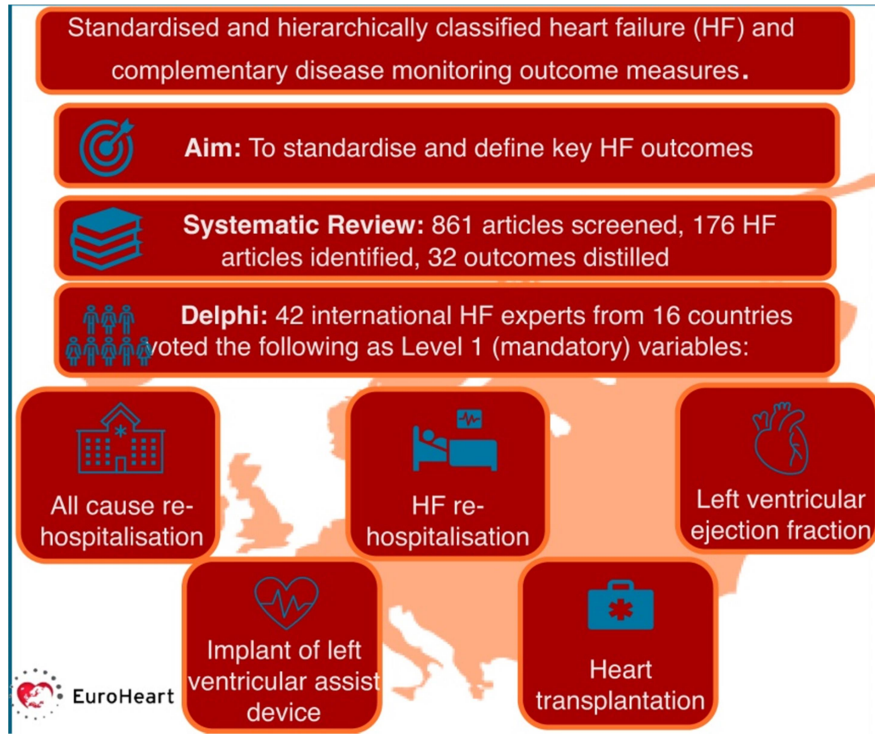 Standardised and hierarchically classified heart failure (HF) and
complementary disease monitoring outcome measures.
Aim: To standardise and define key HF outcomes
Systematic Review: 861 articles screened, 176 HF
articles identified, 32 outcomes distilled
Delphi: 42 international HF experts from 16 countries
voted the following as Level 1 (mandatory) variables:
All cause re-
hospitalisation
HF re-
hospitalisation
Left ventricular
ejection fraction
Implant of left
ventricular assist
device
Heart
transplantation
EuroHeart